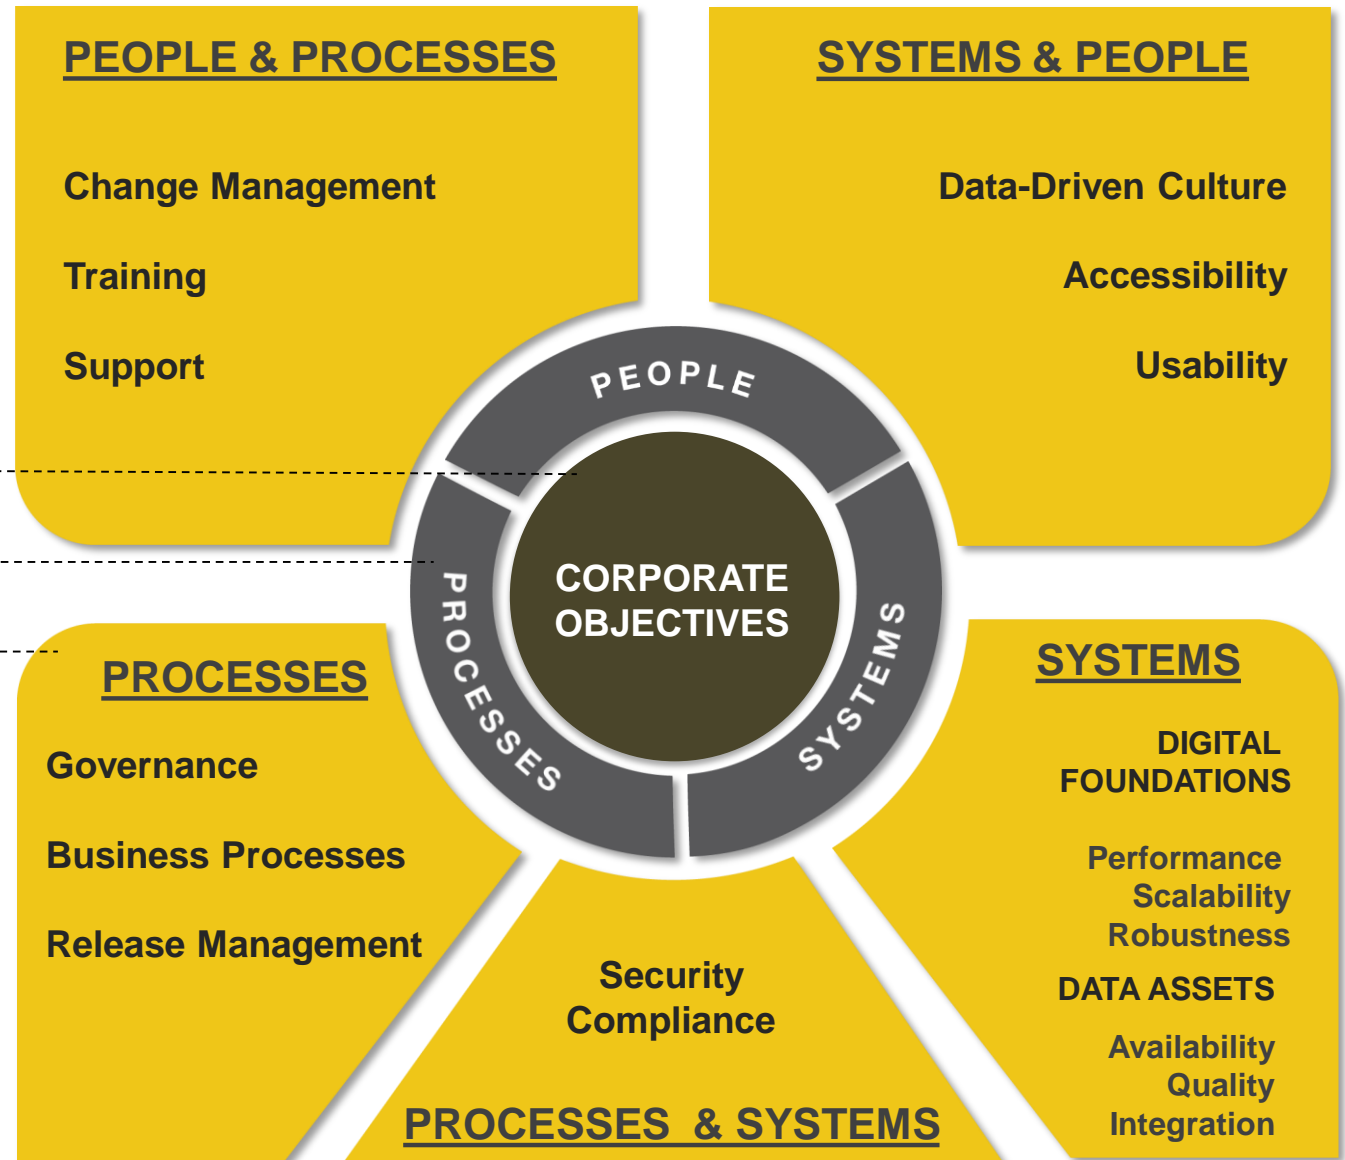 PEOPLE & PROCESSES
Change Management
Training
Support
SYSTEMS & PEOPLE
Data-Driven Culture
Accessibility
Usability
PEOPLE
PROCESSES
SYSTEMS
CORPORATE
OBJECTIVES
PROCESSES
Governance
Business Processes
Release Management
Security
Compliance
PROCESSES & SYSTEMS
SYSTEMS
DIGITAL
FOUNDATIONS
Performance
Scalability
Robustness
DATA ASSETS
Availability
Quality
Integration